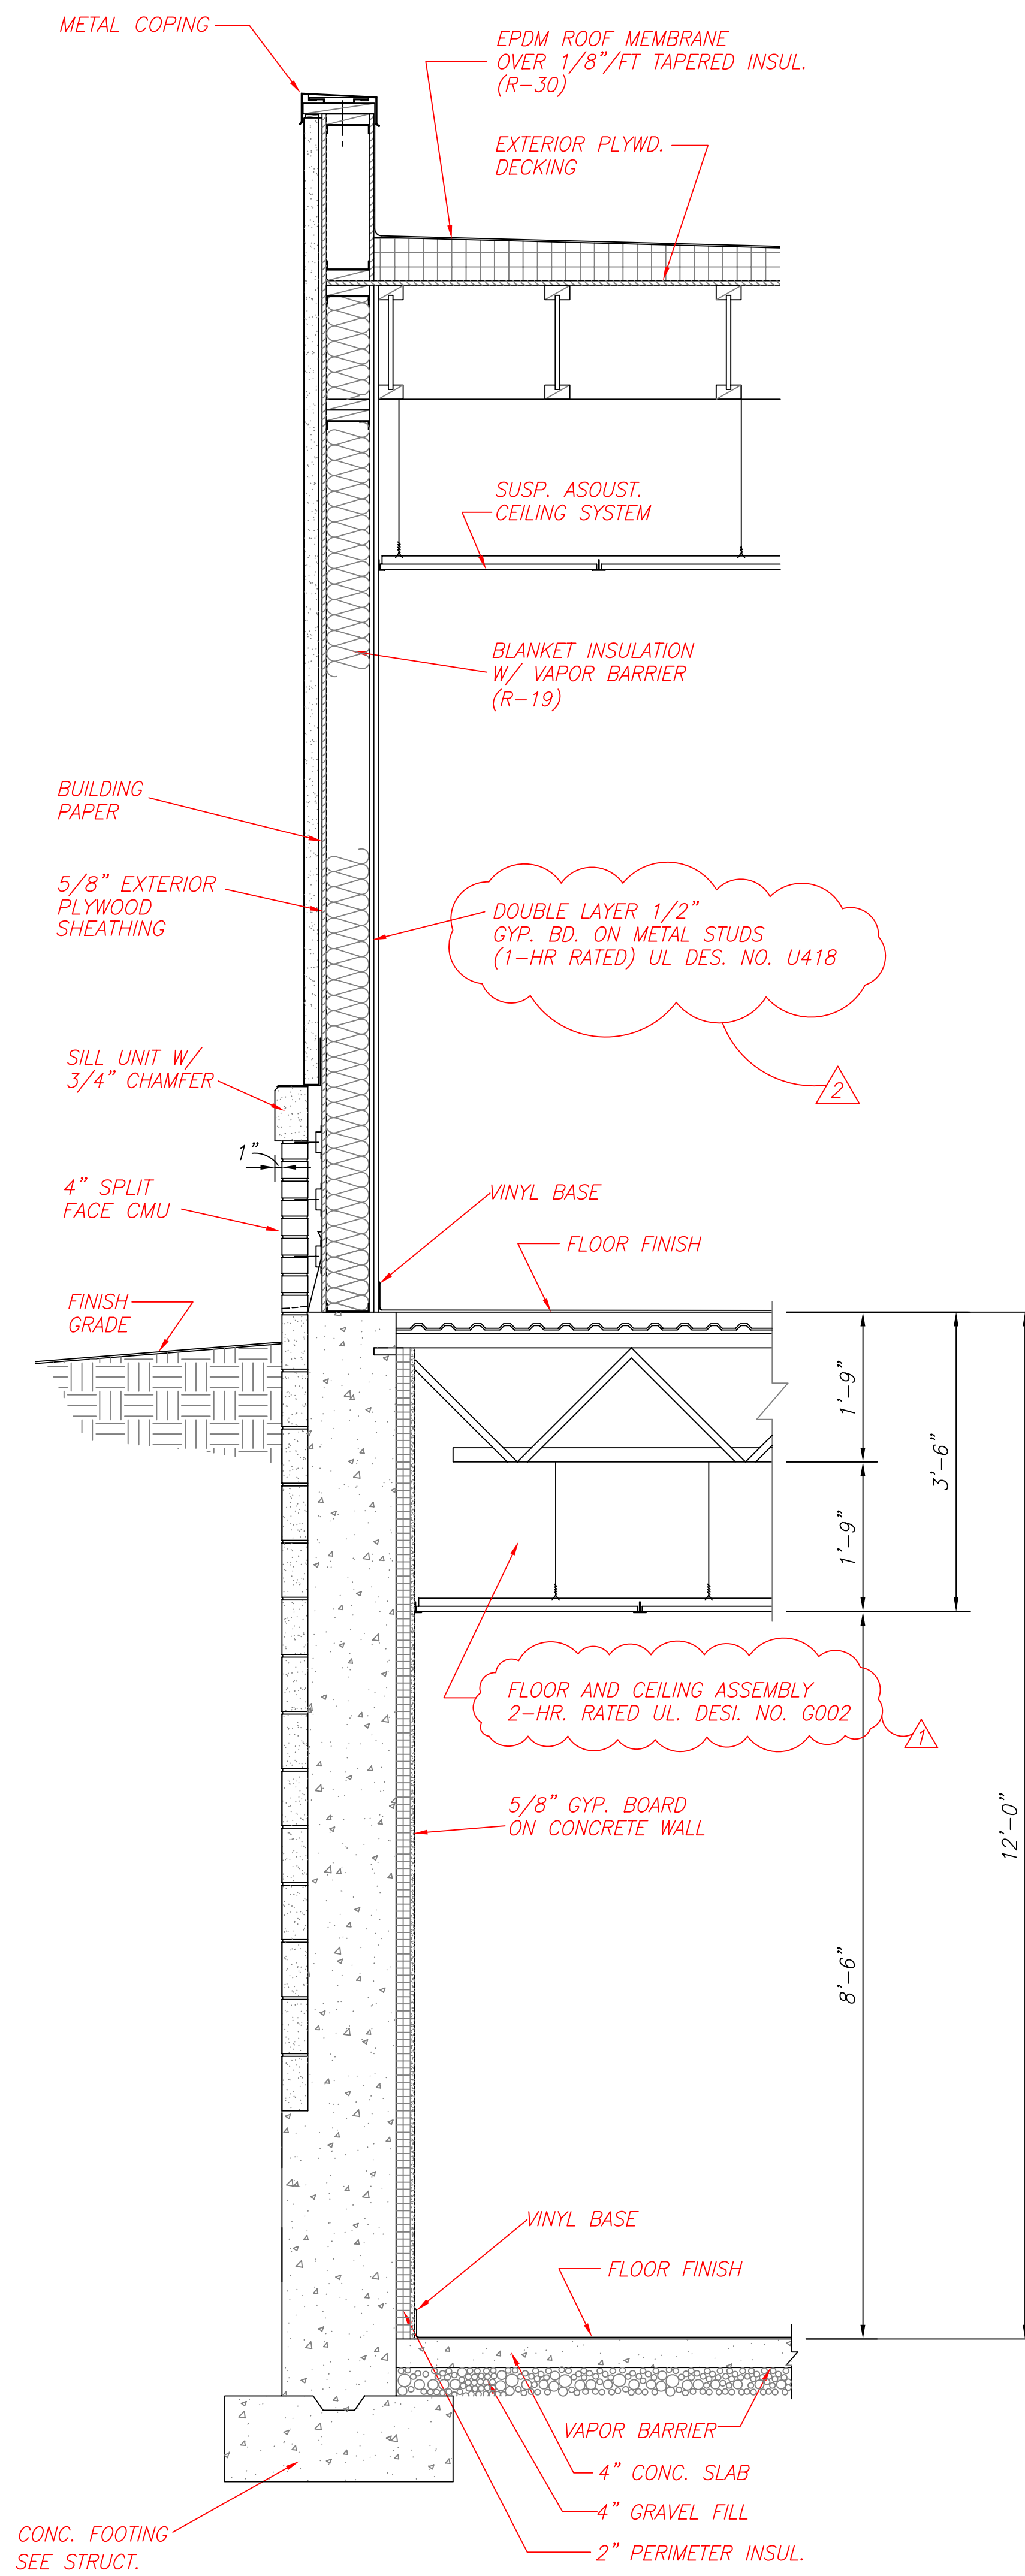 METAL COPING
EPDM ROOF MEMBRANE
OVER 1/8"/FT TAPERED INSUL.
(R-30)
EXTERIOR PLYWD.
DECKING
SUSP. ASOUST.
CEILING SYSTEM
BLANKET INSULATION
W/ VAPOR BARRIER
(R-19)
BUILDING
PAPER
5/8" EXTERIOR
PLYWOOD
SHEATHING
DOUBLE LAYER 1/2"
GYP. BD. ON METAL STUDS
(1-HR RATED) UL DES. NO. U418
2
SILL UNIT W/
3/4" CHAMFER
1"
4" SPLIT
FACE CMU
VINYL BASE
FLOOR FINISH
FINISH
GRADE
1'-9"
3'-6"
1'-9"
FLOOR AND CEILING ASSEMBLY
2-HR. RATED UL. DESI. NO. G002
1
5/8" GYP. BOARD
ON CONCRETE WALL
12'-0"
8'-6"
VINYL BASE
FLOOR FINISH
VAPOR BARRIER
4" CONC. SLAB
4" GRAVEL FILL
2" PERIMETER INSUL.
CONC. FOOTING
SEE STRUCT.